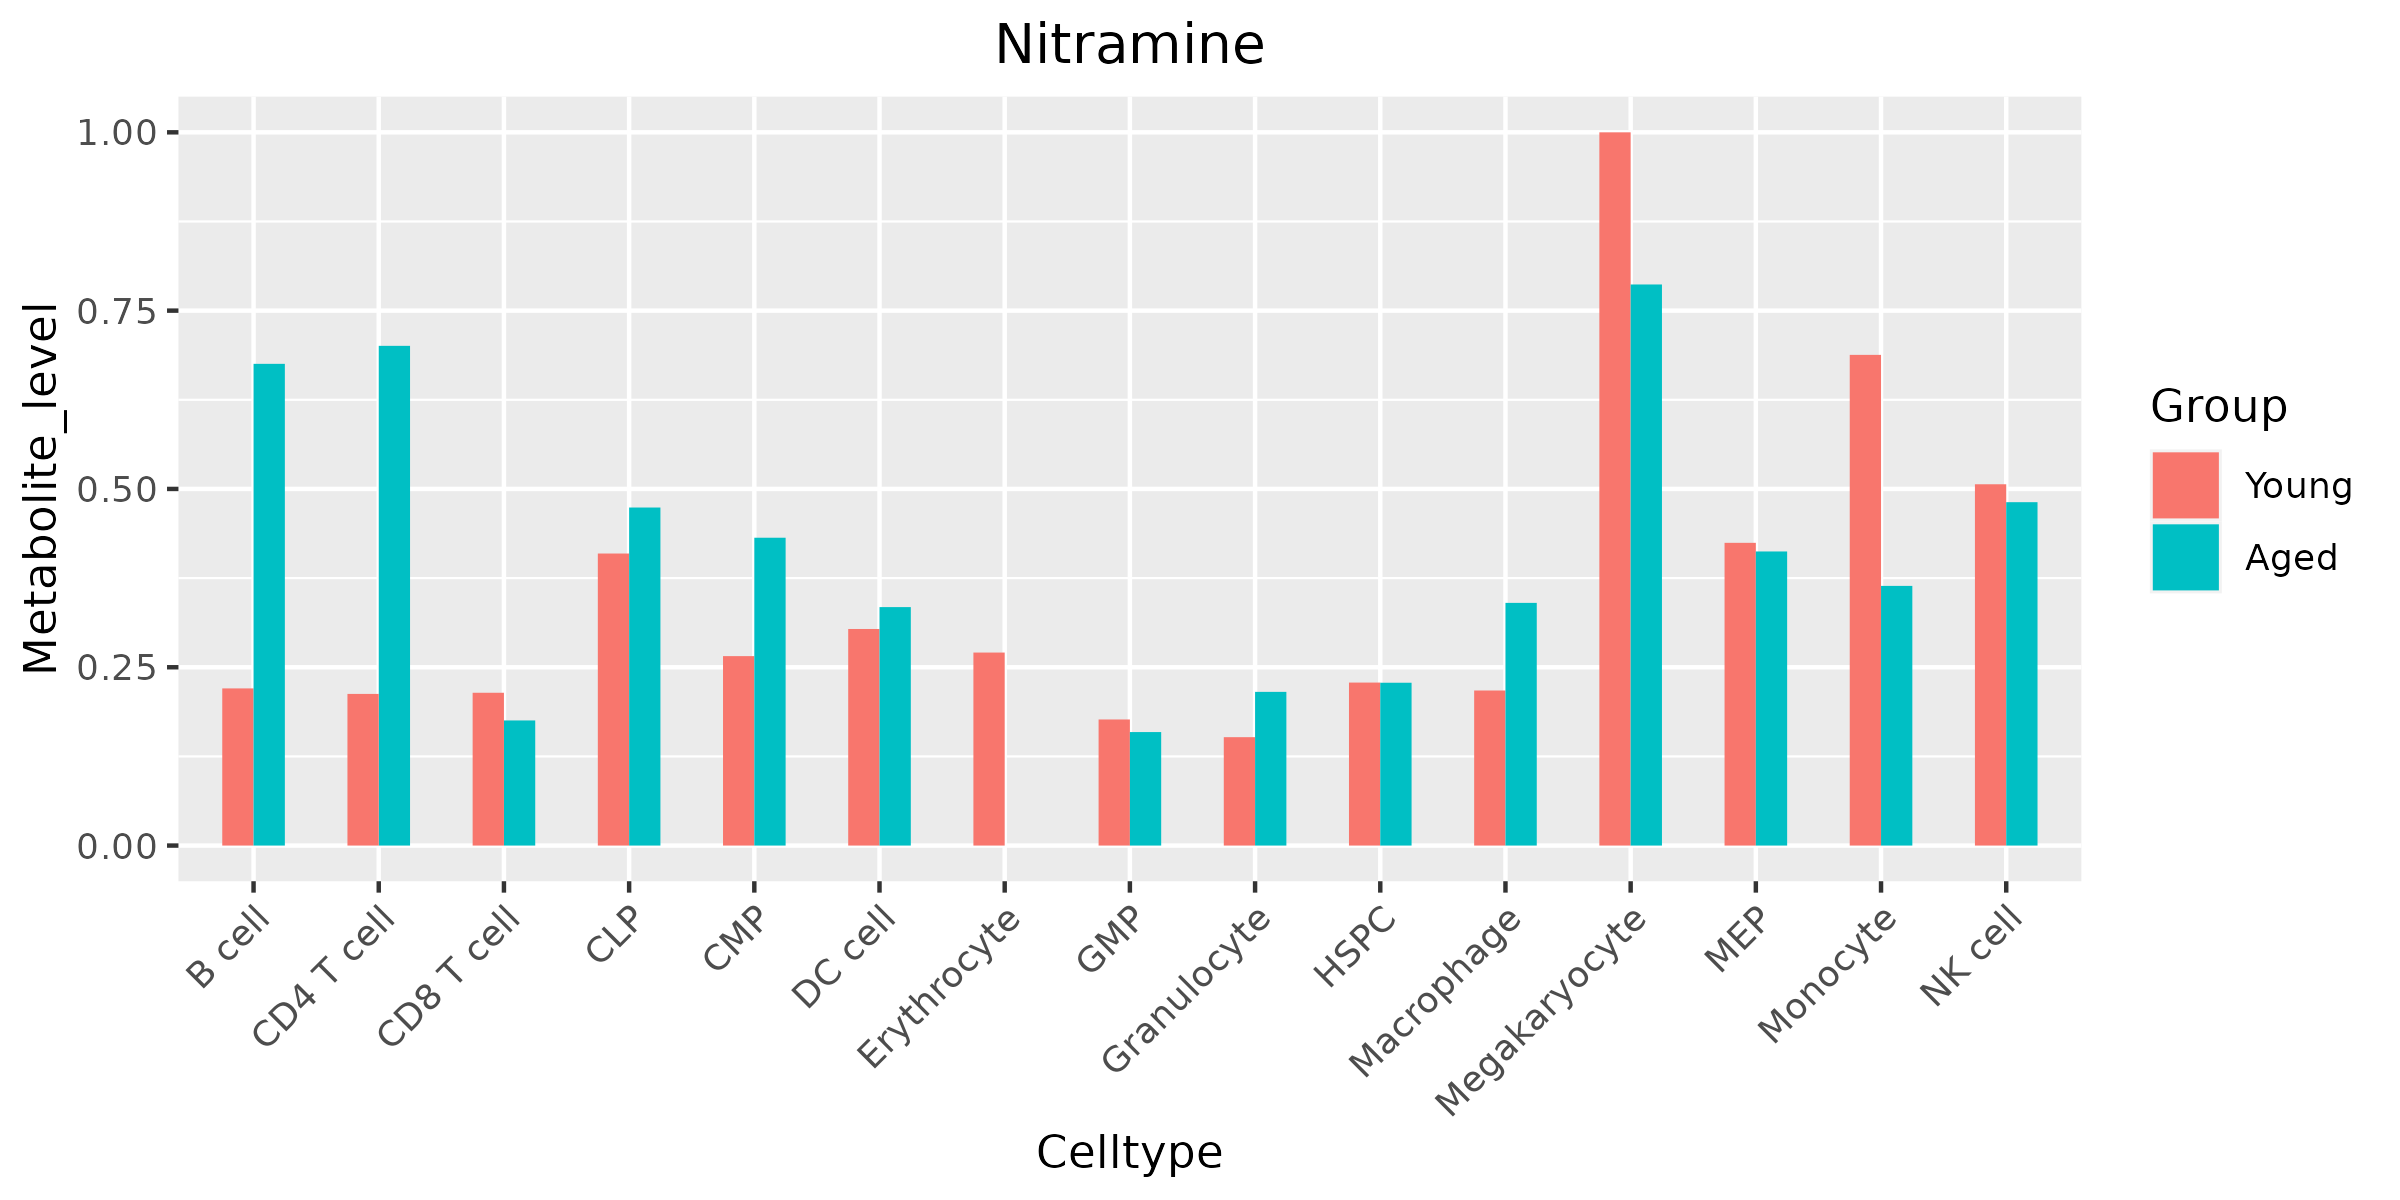 Nitramine
Metabolite_level
1.00
0.75
0.50
0.25
0.00
B cell
CD4 T cell
CD8 T cell
CLP
CMP
DC cell
Erythrocyte
GMP
Granulocyte
HSPC
Macrophage
Megakaryocyte
MEP
Monocyte
NK cell
Celltype
Group
Young
Aged